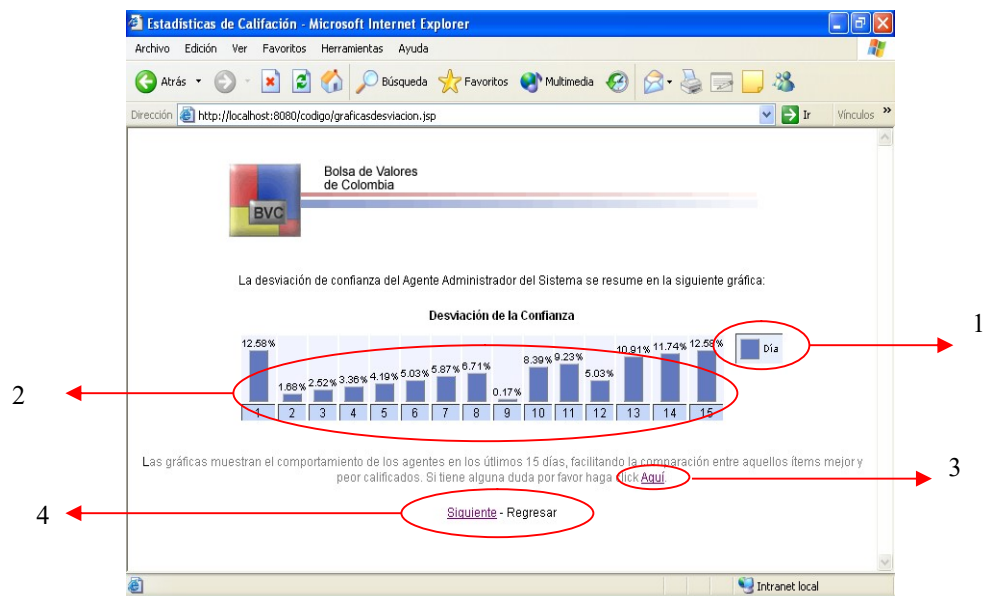 Estadísticas de Califación - Microsoft Internet Explorer
Archivo Edición Ver Favoritos Herramientas Ayuda
Atrás Búsqueda Favoritos Multimedia
Dirección http://localhost:8080/codigo/graficasdesviacion.jsp Ir Vínculos »
Bolsa de Valores
de Colombia
BVC
La desviación de confianza del Agente Administrador del Sistema se resume en la siguiente gráfica:
Desviación de la Confianza
12.58% 1.68% 2.52% 3.36% 4.19% 5.03% 5.87% 6.71% 0.17% 8.39% 9.23% 5.03% 10.91% 11.74% 12.58%
Día
1
1 2 3 4 5 6 7 8 9 10 11 12 13 14 15
2
Las gráficas muestran el comportamiento de los agentes en los útlimos 15 días, facilitando la comparación entre aquellos ítems mejor y
peor calificados. Si tiene alguna duda por favor haga click Aquí.
3
Siguiente - Regresar
4
Intranet local